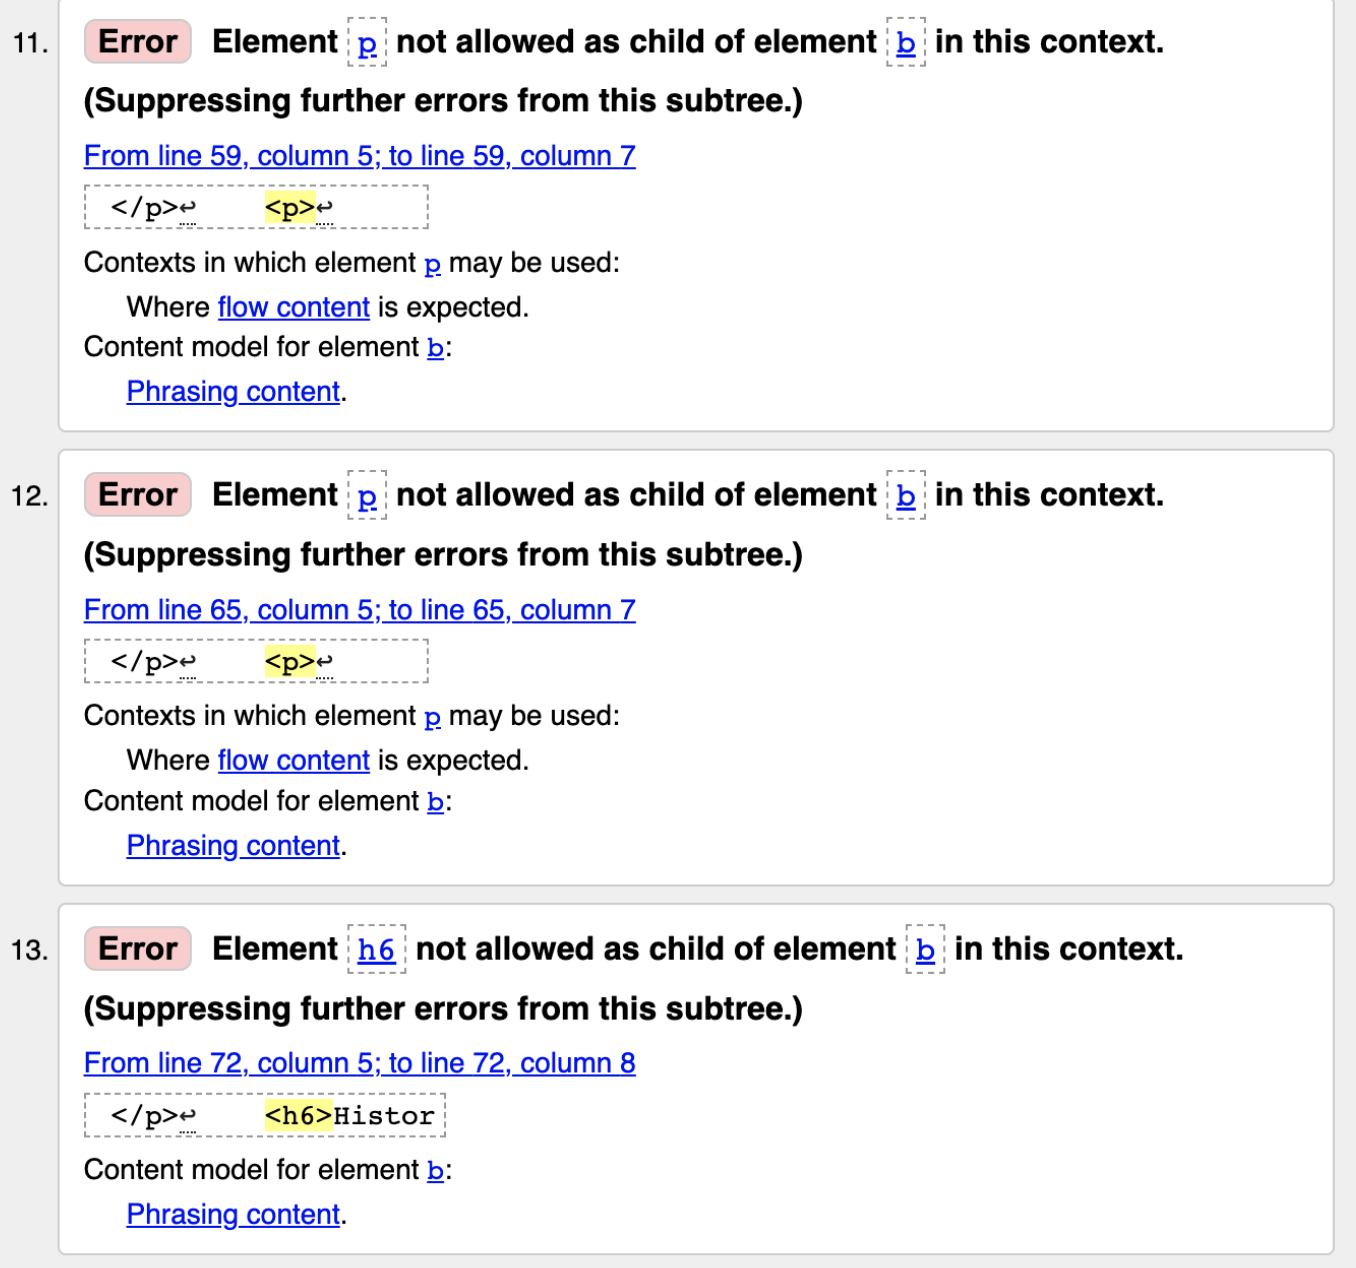 11. Error Element p not allowed as child of element b in this context.
(Suppressing further errors from this subtree.)
From line 59, column 5; to line 59, column 7
</p>↩ <p>↩
Contexts in which element p may be used:
Where flow content is expected.
Content model for element b:
Phrasing content.
12. Error Element p not allowed as child of element b in this context.
(Suppressing further errors from this subtree.)
From line 65, column 5; to line 65, column 7
</p>↩ <p>↩
Contexts in which element p may be used:
Where flow content is expected.
Content model for element b:
Phrasing content.
13. Error Element h6 not allowed as child of element b in this context.
(Suppressing further errors from this subtree.)
From line 72, column 5; to line 72, column 8
</p>↩ <h6>Histor
Content model for element b:
Phrasing content.